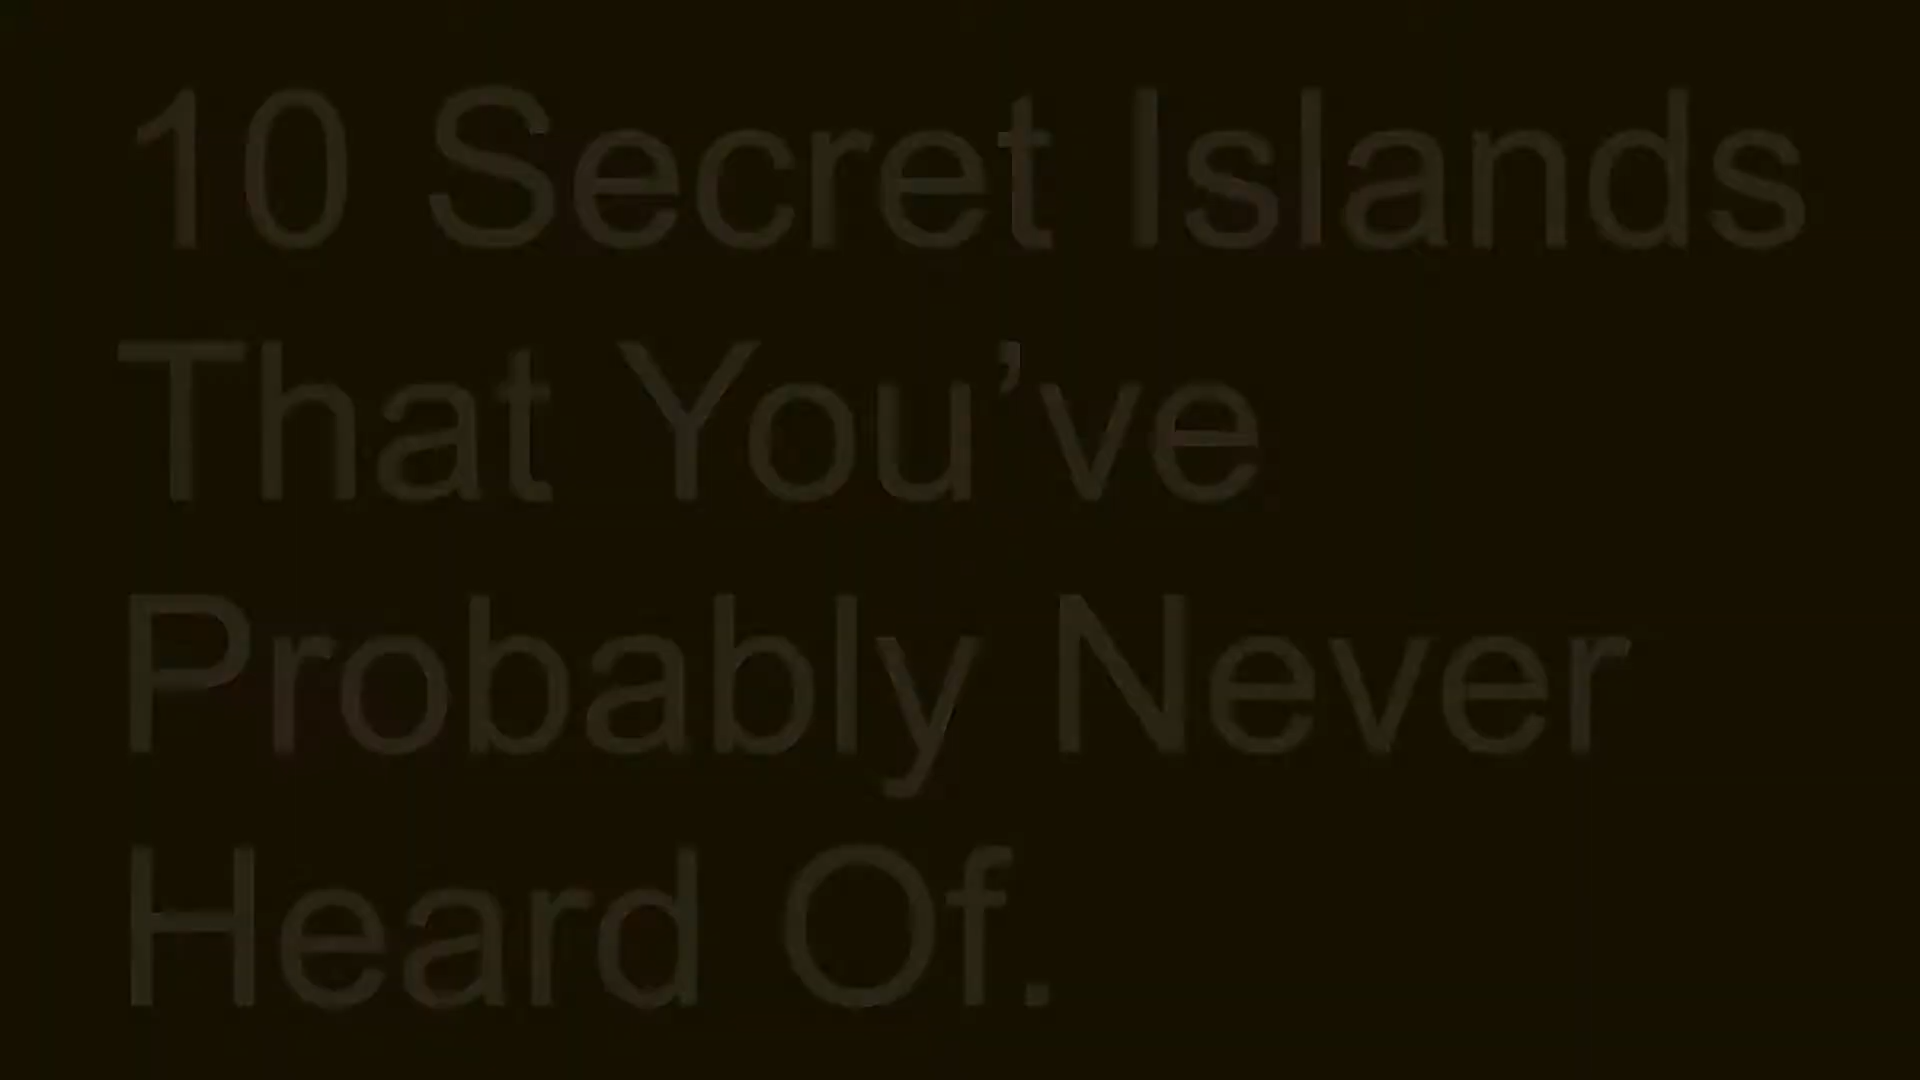 10 Secret Islands
That You’ve
Probably Never
Heard Of.